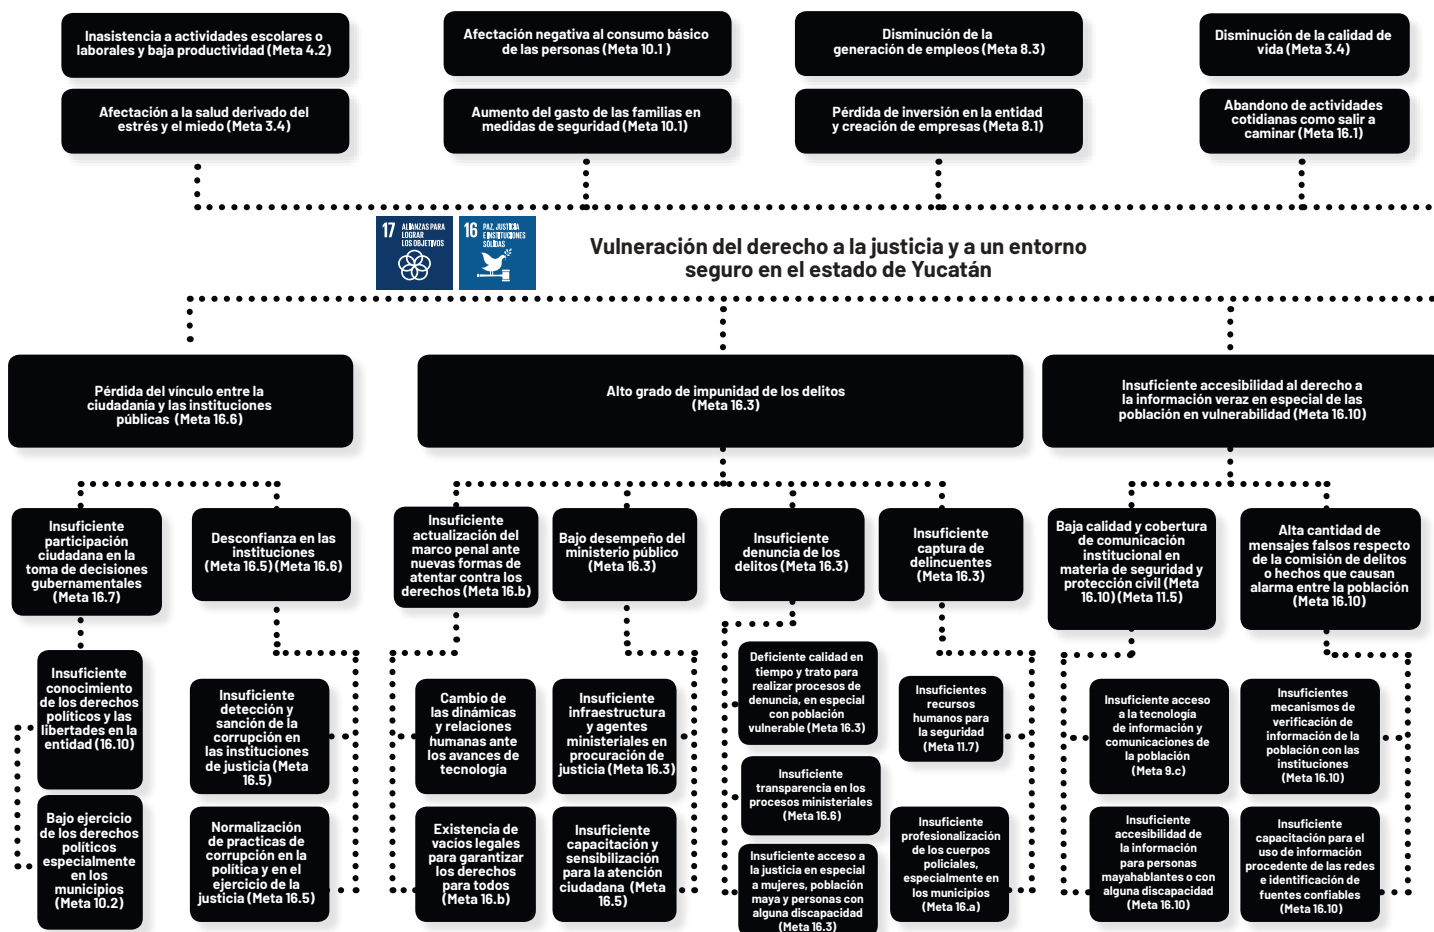 Inasistencia a actividades escolares o
laborales y baja productividad (Meta 4.2)
Afectación negativa al consumo básico
de las personas (Meta 10.1 )
Disminución de la
generación de empleos (Meta 8.3)
Disminución de la calidad de
vida (Meta 3.4)
Afectación a la salud derivado del
estrés y el miedo (Meta 3.4)
Aumento del gasto de las familias en
medidas de seguridad (Meta 10.1)
Pérdida de inversión en la entidad
y creación de empresas (Meta 8.1)
Abandono de actividades
cotidianas como salir a
caminar (Meta 16.1)
17 ALIANZAS PARA
LOGRAR
LOS OBJETIVOS
16 PAZ, JUSTICIA
E INSTITUCIONES
SÓLIDAS
Vulneración del derecho a la justicia y a un entorno
seguro en el estado de Yucatán
Pérdida del vínculo entre la
ciudadanía y las instituciones
públicas (Meta 16.6)
Alto grado de impunidad de los delitos
(Meta 16.3)
Insuficiente accesibilidad al derecho a
la información veraz en especial de las
población en vulnerabilidad (Meta 16.10)
Insuficiente
participación
ciudadana en la
toma de decisiones
gubernamentales
(Meta 16.7)
Desconfianza en las
instituciones
(Meta 16.5) (Meta 16.6)
Insuficiente
actualización del
marco penal ante
nuevas formas de
atentar contra los
derechos (Meta 16.b)
Bajo desempeño del
ministerio público
(Meta 16.3)
Insuficiente
denuncia de los
delitos (Meta 16.3)
Insuficiente
captura de
delincuentes
(Meta 16.3)
Baja calidad y cobertura
de comunicación
institucional en
materia de seguridad y
protección civil (Meta
16.10) (Meta 11.5)
Alta cantidad de
mensajes falsos respecto
de la comisión de delitos
o hechos que causan
alarma entre la población
(Meta 16.10)
Insuficiente
conocimiento
de los derechos
políticos y las
libertades en la
entidad (16.10)
Insuficiente
detección y
sanción de la
corrupción en
las instituciones
de justicia (Meta
16.5)
Cambio de
las dinámicas
y relaciones
humanas ante
los avances de
tecnología
Insuficiente
infraestructura
y agentes
ministeriales en
procuración de
justicia (Meta 16.3)
Deficiente calidad en
tiempo y trato para
realizar procesos de
denuncia, en especial
con población
vulnerable (Meta 16.3)
Insuficientes
recursos
humanos para
la seguridad
(Meta 11.7)
Insuficiente acceso
a la tecnología
de información y
comunicaciones de
la población
(Meta 9.c)
Insuficientes
mecanismos de
verificación de
información de la
población con las
instituciones
(Meta 16.10)
Insuficiente
transparencia en los
procesos ministeriales
(Meta 16.6)
Bajo ejercicio
de los derechos
políticos
especialmente
en los
municipios
(Meta 10.2)
Normalización
de practicas de
corrupción en la
política y en el
ejercicio de la
justicia (Meta 16.5)
Existencia de
vacíos legales
para garantizar
los derechos
para todos
(Meta 16.b)
Insuficiente
capacitación y
sensibilización
para la atención
ciudadana (Meta
16.5)
Insuficiente acceso a
la justicia en especial
a mujeres, población
maya y personas con
alguna discapacidad
(Meta 16.3)
Insuficiente
profesionalización
de los cuerpos
policiales,
especialmente en
los municipios
(Meta 16.a)
Insuficiente
accesibilidad de
la información
para personas
mayahablantes o con
alguna discapacidad
(Meta 16.10)
Insuficiente
capacitación para el
uso de información
procedente de las redes
e identificación de
fuentes confiables
(Meta 16.10)